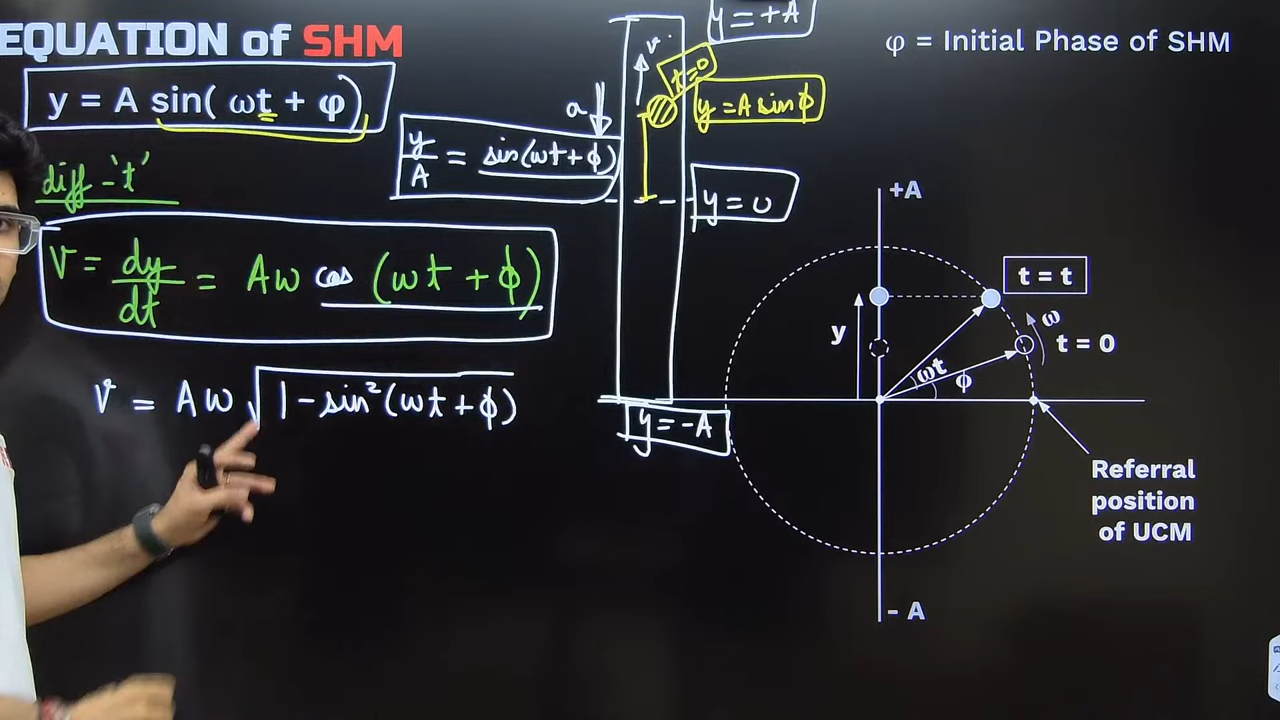 EQUATION of SHM
y = A sin( ωt + φ)
diff - 't'
v = dy/dt = Aω cos (ωt + ϕ)
v = Aω √1 - sin²(ωt + ϕ)
y/A = sin(ωt + ϕ)
a
v
t=0
y = +A
y = A sin ϕ
y = 0
y = -A
φ = Initial Phase of SHM
+A
t = t
y
ω
t = 0
ωt
ϕ
Referral
position
of UCM
- A